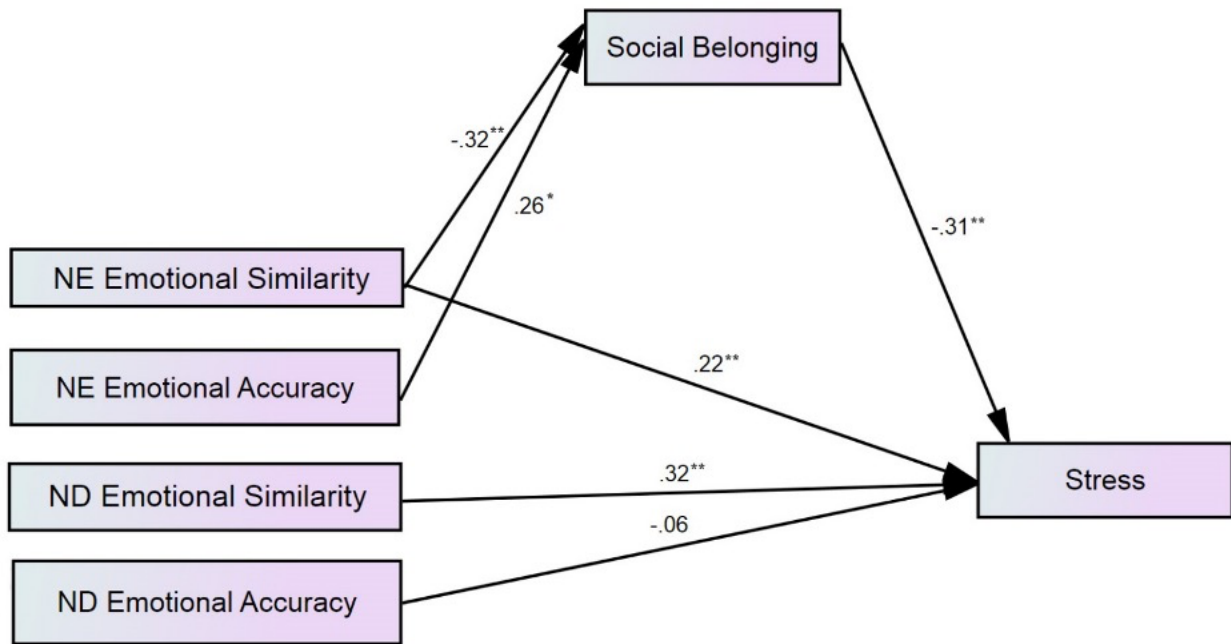 Social Belonging
-.32**
.26*
-.31**
NE Emotional Similarity
NE Emotional Accuracy
.22**
ND Emotional Similarity
.32**
Stress
-.06
ND Emotional Accuracy